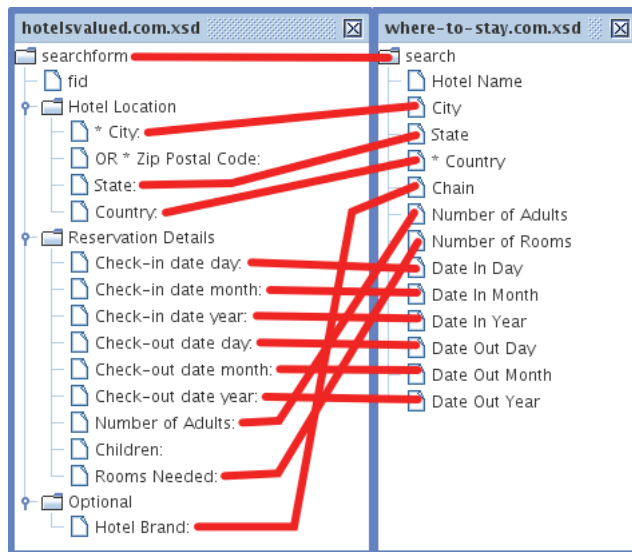 hotelsvalued.com.xsd
searchform
fid
Hotel Location
* City:
OR * Zip Postal Code:
State:
Country:
Reservation Details
Check-in date day:
Check-in date month:
Check-in date year:
Check-out date day:
Check-out date month:
Check-out date year:
Number of Adults:
Children:
Rooms Needed:
Optional
Hotel Brand:
where-to-stay.com.xsd
search
Hotel Name
City
State
* Country
Chain
Number of Adults
Number of Rooms
Date In Day
Date In Month
Date In Year
Date Out Day
Date Out Month
Date Out Year